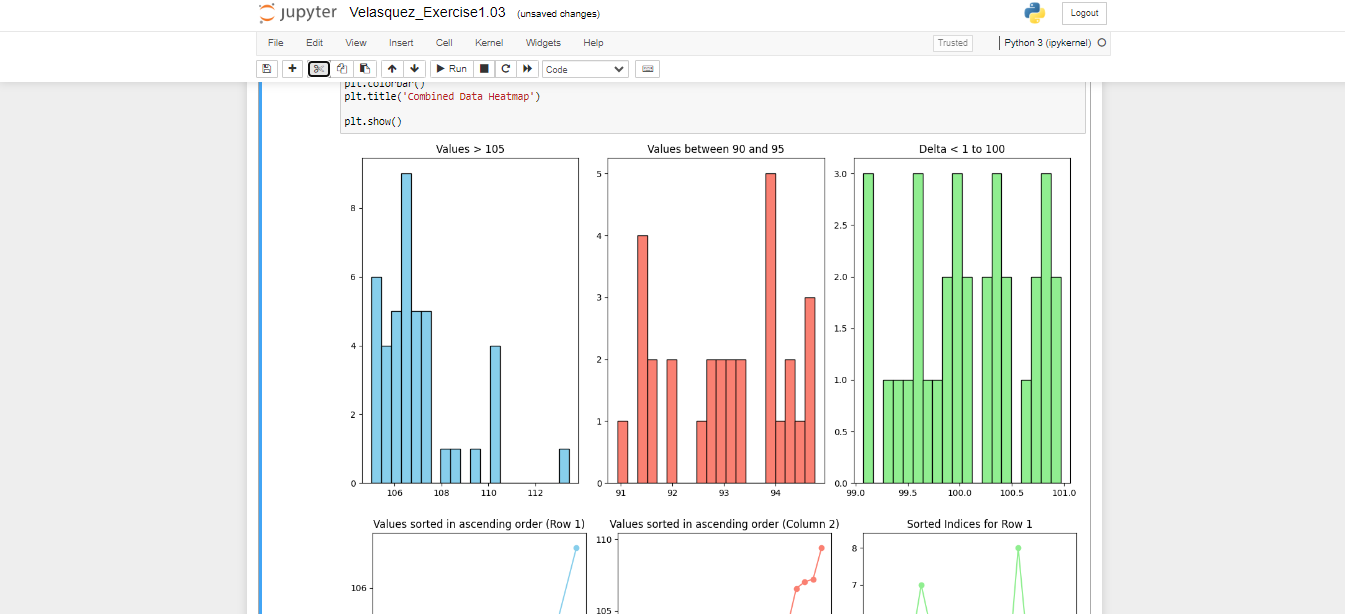 jupyter Velasquez_Exercise1.03 (unsaved changes) Logout
File Edit View Insert Cell Kernel Widgets Help Trusted Python 3 (ipykernel)
Run Code
plt.colorbar()
plt.title('Combined Data Heatmap')
plt.show()
Values > 105 Values between 90 and 95 Delta < 1 to 100
8
6
4
2
0
106 108 110 112
5
4
3
2
1
0
91 92 93 94
3.0
2.5
2.0
1.5
1.0
0.5
0.0
99.0 99.5 100.0 100.5 101.0
Values sorted in ascending order (Row 1) Values sorted in ascending order (Column 2) Sorted Indices for Row 1
106
110
105
8
7